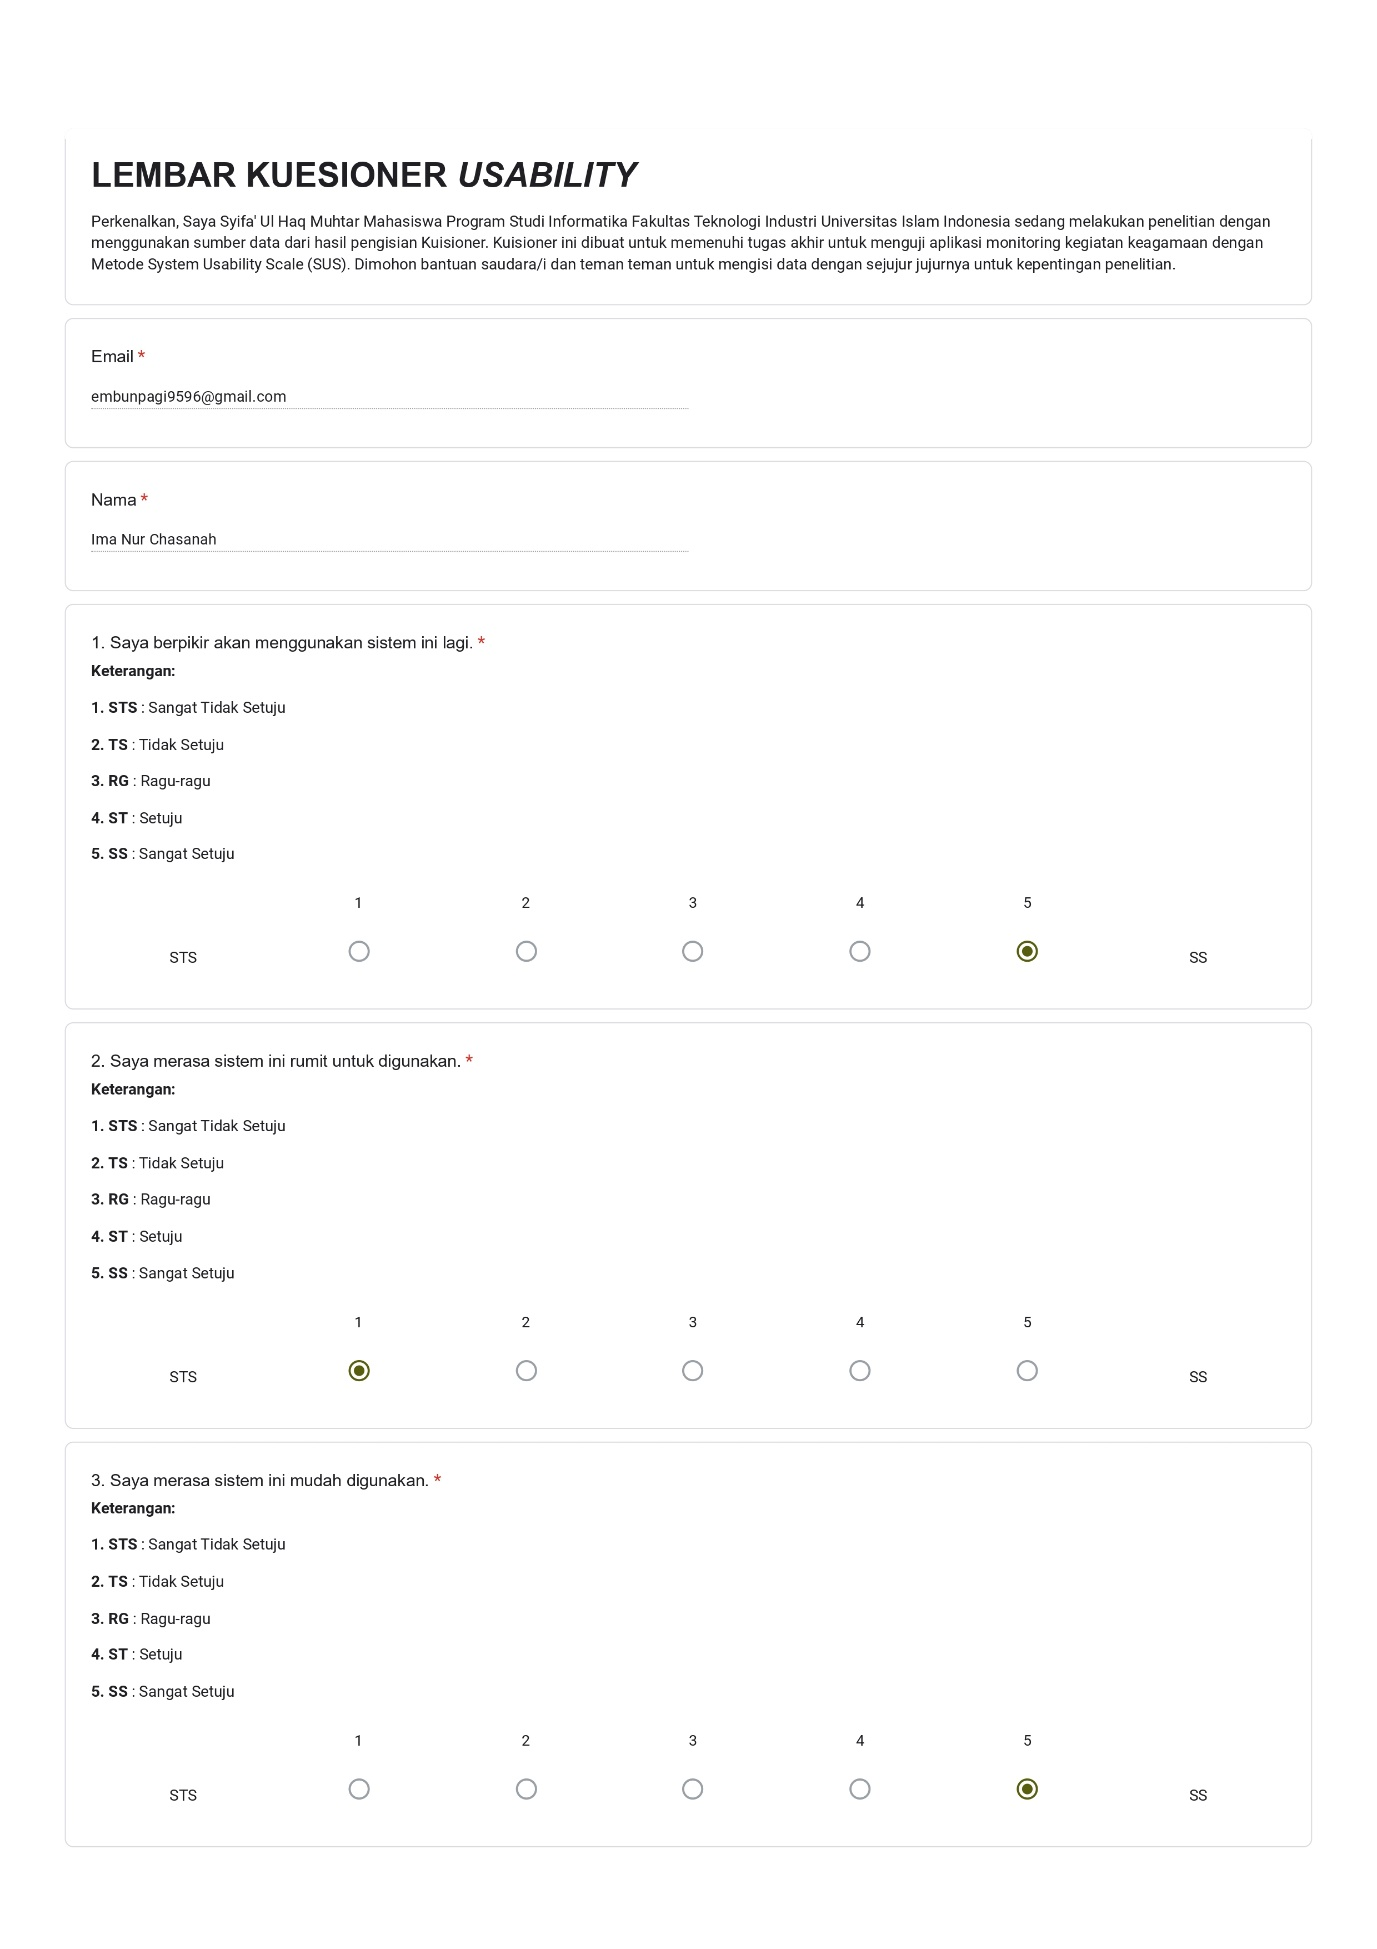 LEMBAR KUESIONER USABILITY
Perkenalkan, Saya Syifa' Ul Haq Muhtar Mahasiswa Program Studi Informatika Fakultas Teknologi Industri Universitas Islam Indonesia sedang melakukan penelitian dengan
menggunakan sumber data dari hasil pengisian Kuisioner. Kuisioner ini dibuat untuk memenuhi tugas akhir untuk menguji aplikasi monitoring kegiatan keagamaan dengan
Metode System Usability Scale (SUS). Dimohon bantuan saudara/i dan teman teman untuk mengisi data dengan sejujur jujurnya untuk kepentingan penelitian.
Email *
embunpagi9596@gmail.com
Nama *
Ima Nur Chasanah
1. Saya berpikir akan menggunakan sistem ini lagi. *
Keterangan:
1. STS : Sangat Tidak Setuju
2. TS : Tidak Setuju
3. RG : Ragu-ragu
4. ST : Setuju
5. SS : Sangat Setuju
1 2 3 4 5
STS SS
2. Saya merasa sistem ini rumit untuk digunakan. *
Keterangan:
1. STS : Sangat Tidak Setuju
2. TS : Tidak Setuju
3. RG : Ragu-ragu
4. ST : Setuju
5. SS : Sangat Setuju
1 2 3 4 5
STS SS
3. Saya merasa sistem ini mudah digunakan. *
Keterangan:
1. STS : Sangat Tidak Setuju
2. TS : Tidak Setuju
3. RG : Ragu-ragu
4. ST : Setuju
5. SS : Sangat Setuju
1 2 3 4 5
STS SS